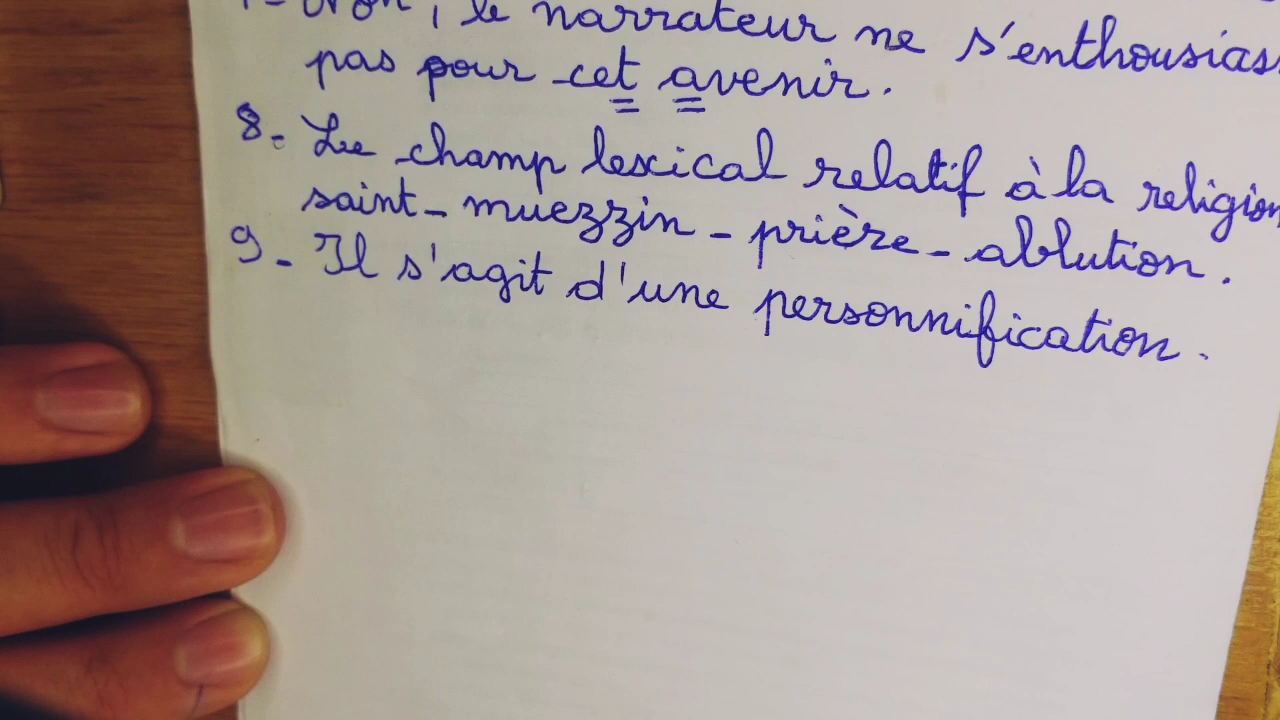 Non, le narrateur ne s'enthousias
pas pour cet avenir.
8- Le champ lexical relatif à la religion
saint - muezzin - prière - ablution.
9- Il s'agit d'une personnification.